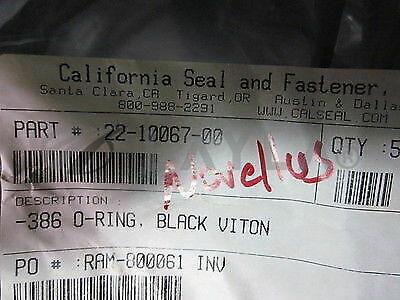 California Seal and Fastener,
Santa Clara,CA Tigard,OR Austin & Dallas
800-986-2291 WWW.CALSEAL.COM
PART # :22-10067-00
QTY :5
Novellus
DESCRIPTION :
-386 O-RING, BLACK VITON
PO # :RAM-800061 INV